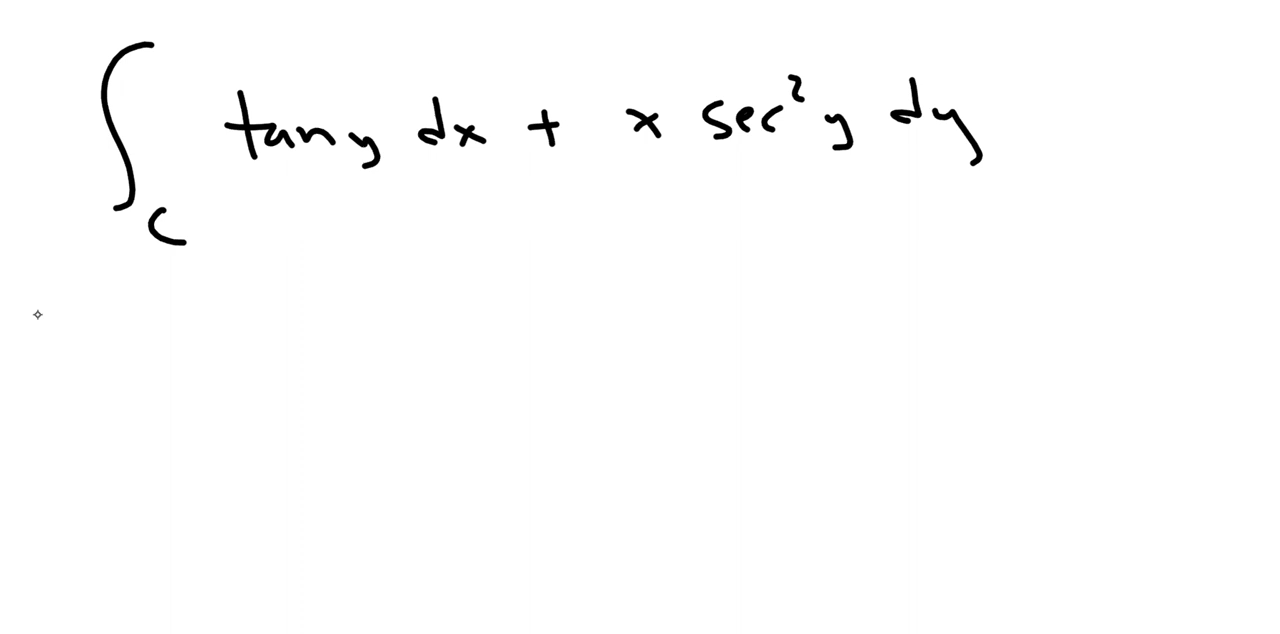 ∫_C tan y dx + x sec² y dy